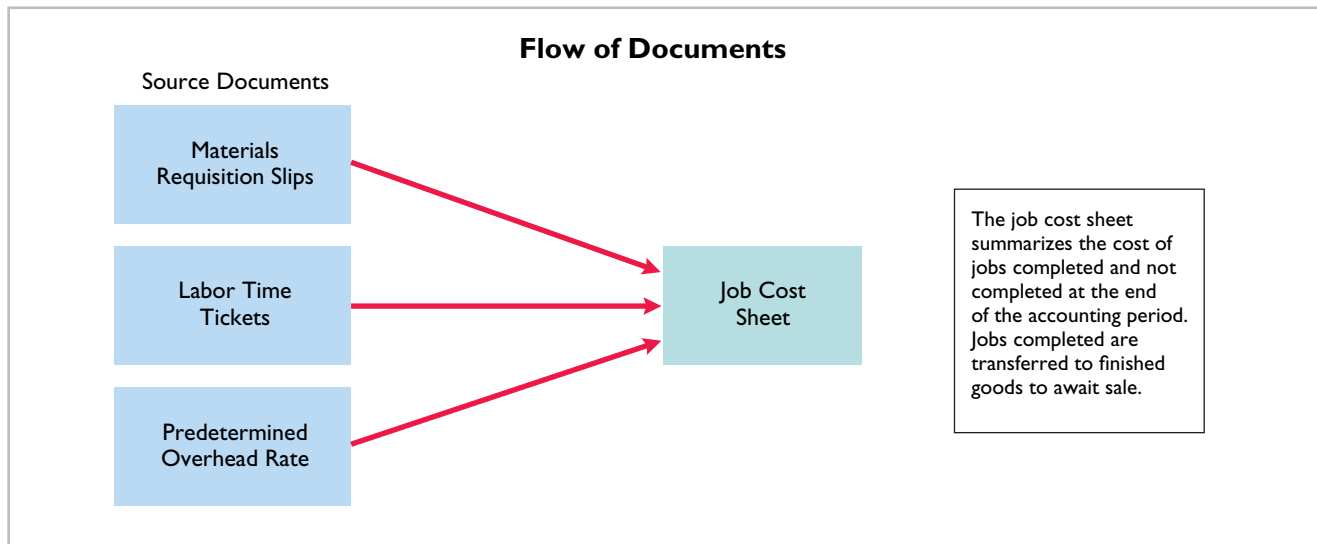 Flow of Documents
Source Documents
Materials
Requisition Slips
Labor Time
Tickets
Predetermined
Overhead Rate
Job Cost
Sheet
The job cost sheet
summarizes the cost of
jobs completed and not
completed at the end
of the accounting period.
Jobs completed are
transferred to finished
goods to await sale.